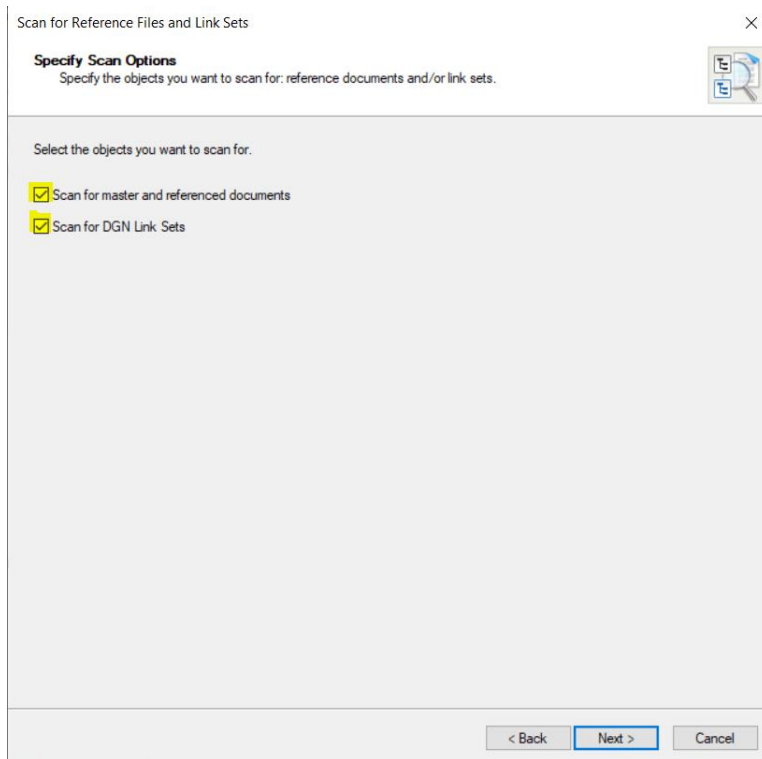 Scan for Reference Files and Link Sets
Specify Scan Options
Specify the objects you want to scan for: reference documents and/or link sets.
Select the objects you want to scan for.
Scan for master and referenced documents
Scan for DGN Link Sets
< Back Next > Cancel